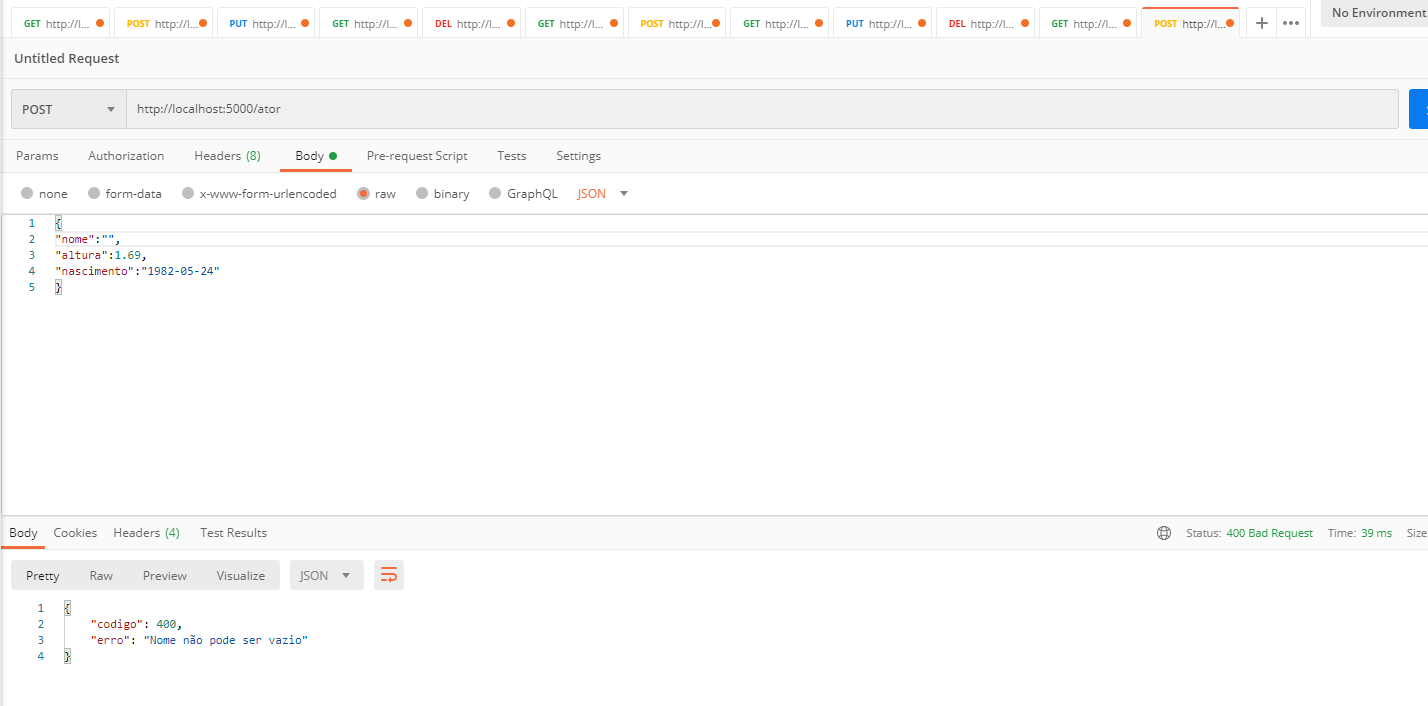 GET http://l... POST http://l... PUT http://l... GET http://l... DEL http://l... GET http://l... POST http://l... GET http://l... PUT http://l... DEL http://l... GET http://l... POST http://l... + ••• No Environment
Untitled Request
POST http://localhost:5000/ator
Params Authorization Headers (8) Body Pre-request Script Tests Settings
none form-data x-www-form-urlencoded raw binary GraphQL JSON
1 {
2 "nome":"",
3 "altura":1.69,
4 "nascimento":"1982-05-24"
5 }
Body Cookies Headers (4) Test Results Status: 400 Bad Request Time: 39 ms Size
Pretty Raw Preview Visualize JSON
1 {
2 "codigo": 400,
3 "erro": "Nome não pode ser vazio"
4 }